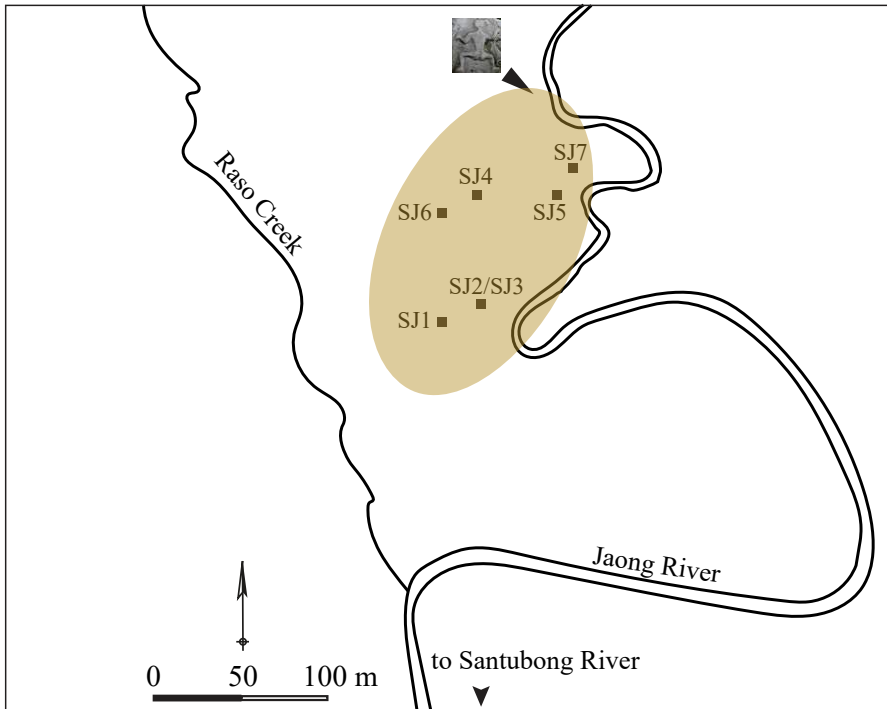 SJ7
SJ4
SJ6
SJ5
Raso Creek
SJ2/SJ3
SJ1
Jaong River
to Santubong River
0 50 100 m